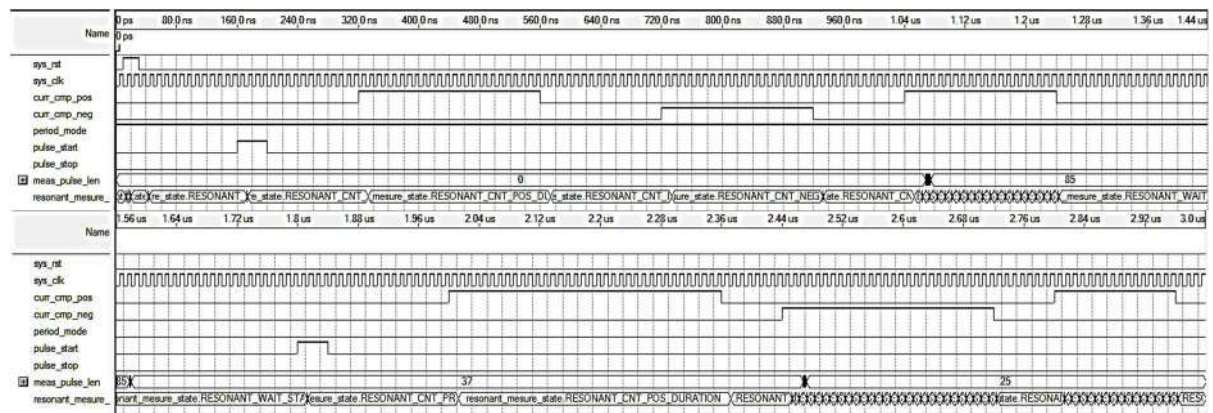 0 ps 80.0 ns 160.0 ns 240.0 ns 320.0 ns 400.0 ns 480.0 ns 560.0 ns 640.0 ns 720.0 ns 800.0 ns 880.0 ns 960.0 ns 1.04 us 1.12 us 1.2 us 1.28 us 1.36 us 1.44 us
Name 0 ps
sys_rst
sys_clk
curr_cmp_pos
curr_cmp_neg
period_mode
pulse_start
pulse_stop
meas_pulse_len 0 85
resonant_mesure_ re_state.RESONANT_ e_state.RESONANT_CNT_ mesure_state.RESONANT_CNT_POS_DU e_state.RESONANT_CNT_ ure_state.RESONANT_CNT_NEG ate.RESONANT_CN _mesure_state.RESONANT_WAIT
1.56 us 1.64 us 1.72 us 1.8 us 1.88 us 1.96 us 2.04 us 2.12 us 2.2 us 2.28 us 2.36 us 2.44 us 2.52 us 2.6 us 2.68 us 2.76 us 2.84 us 2.92 us 3.0 us
Name
sys_rst
sys_clk
curr_cmp_pos
curr_cmp_neg
period_mode
pulse_start
pulse_stop
meas_pulse_len 85 37 25
resonant_mesure_ onant_mesure_state.RESONANT_WAIT_STA esure_state.RESONANT_CNT_PR resonant_mesure_state.RESONANT_CNT_POS_DURATION RESONANT state.RESONA RES